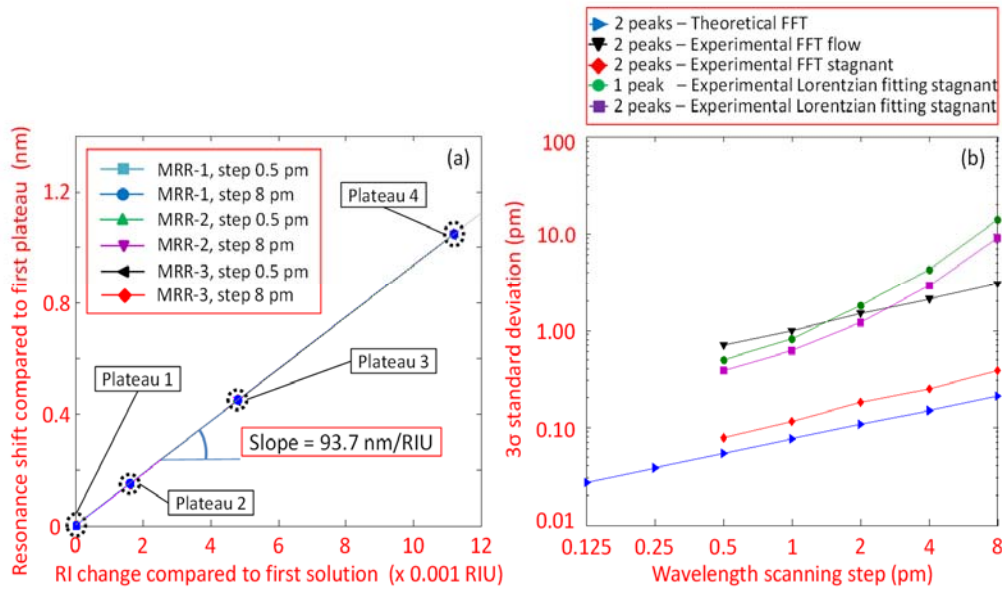 2 peaks – Theoretical FFT
2 peaks – Experimental FFT flow
2 peaks – Experimental FFT stagnant
1 peak – Experimental Lorentzian fitting stagnant
2 peaks – Experimental Lorentzian fitting stagnant
(a)
MRR-1, step 0.5 pm
MRR-1, step 8 pm
MRR-2, step 0.5 pm
MRR-2, step 8 pm
MRR-3, step 0.5 pm
MRR-3, step 8 pm
Plateau 4
Plateau 3
Plateau 1
Plateau 2
Slope = 93.7 nm/RIU
Resonance shift compared to first plateau (nm)
1.2
0.8
0.4
0
0 2 4 6 8 10 12
RI change compared to first solution (x 0.001 RIU)
(b)
3σ standard deviation (pm)
100
10.0
1.00
0.10
0.01
0.125 0.25 0.5 1 2 4 8
Wavelength scanning step (pm)